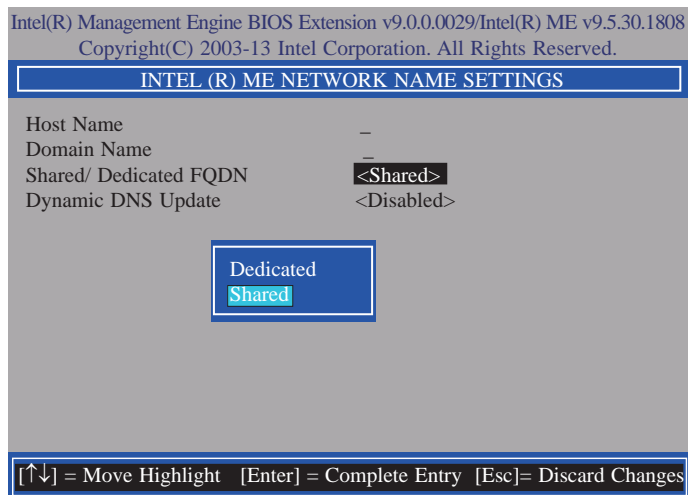 Intel(R) Management Engine BIOS Extension v9.0.0.0029/Intel(R) ME v9.5.30.1808
Copyright(C) 2003-13 Intel Corporation. All Rights Reserved.
INTEL (R) ME NETWORK NAME SETTINGS
Host Name _
Domain Name _
Shared/ Dedicated FQDN <Shared>
Dynamic DNS Update <Disabled>
Dedicated
Shared
[↑↓] = Move Highlight [Enter] = Complete Entry [Esc]= Discard Changes